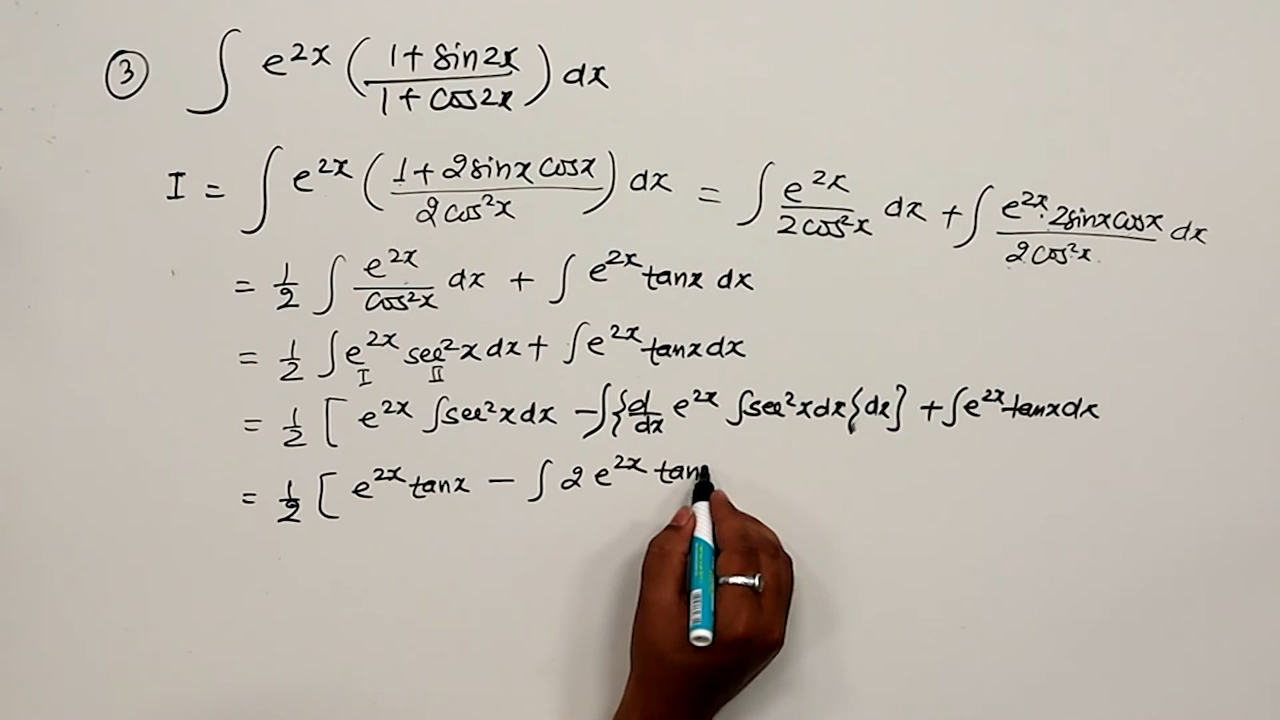 ③ ∫ e^{2x} ( (1 + sin2x) / (1 + cos2x) ) dx
I = ∫ e^{2x} ( (1 + 2sinx cosx) / (2cos²x) ) dx = ∫ e^{2x} / (2cos²x) dx + ∫ (e^{2x} · 2sinx cosx) / (2cos²x) dx
= 1/2 ∫ e^{2x} / cos²x dx + ∫ e^{2x} tanx dx
= 1/2 ∫ e^{2x} sec²x dx + ∫ e^{2x} tanx dx
I II
= 1/2 [ e^{2x} ∫ sec²x dx - ∫ { d/dx e^{2x} ∫ sec²x dx { dx ] + ∫ e^{2x} tanx dx
= 1/2 [ e^{2x} tanx - ∫ 2 e^{2x} tan